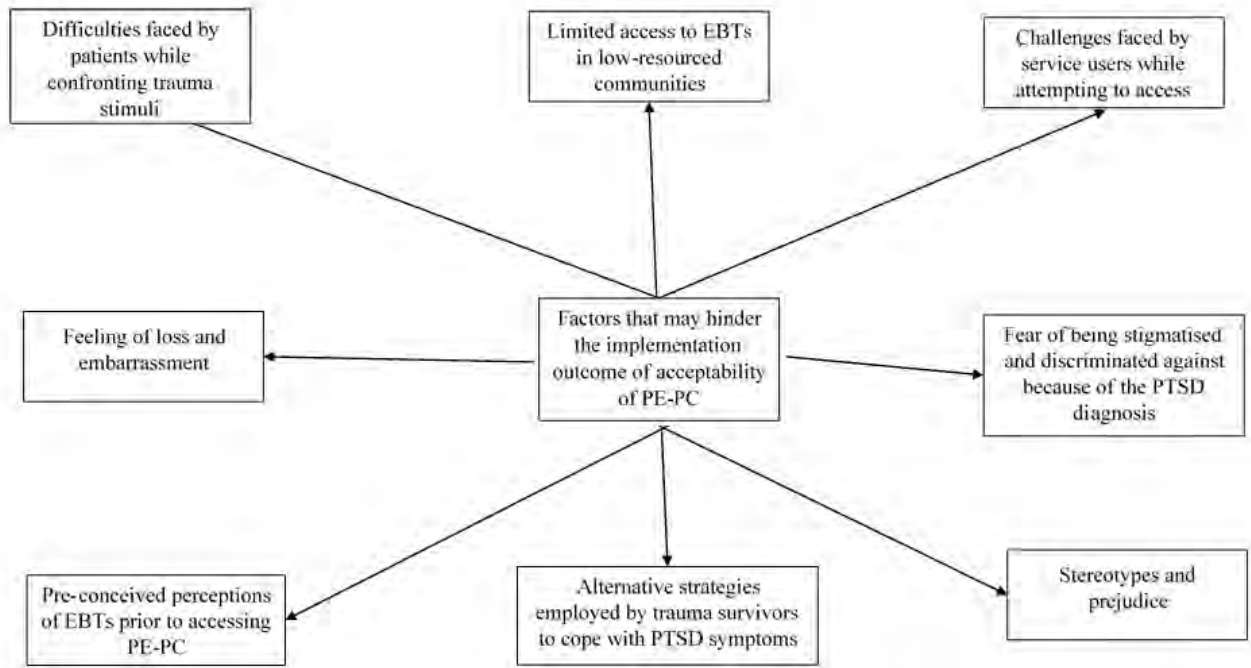 Difficulties faced by
patients while
confronting trauma
stimuli
Limited access to EBTs
in low-resourced
communities
Challenges faced by
service users while
attempting to access
Feeling of loss and
embarrassment
Factors that may hinder
the implementation
outcome of acceptability
of PE-PC
Fear of being stigmatised
and discriminated against
because of the PTSD
diagnosis
Pre-conceived perceptions
of EBTs prior to accessing
PE-PC
Alternative strategies
employed by trauma survivors
to cope with PTSD symptoms
Stereotypes and
prejudice